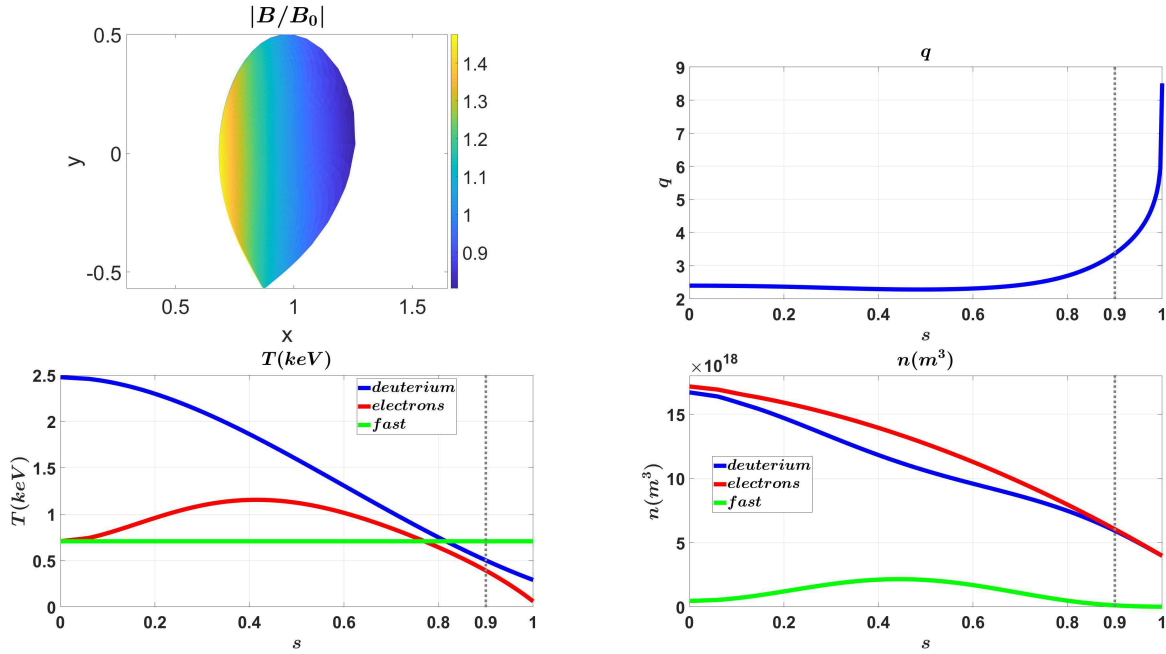 |B/B₀|
0.5
0
-0.5
y
0.5
1
1.5
x
1.4
1.3
1.2
1.1
1
0.9
q
9
8
7
6
5
4
3
2
q
0
0.2
0.4
0.6
0.8
0.9
1
s
T(keV)
2.5
2
1.5
1
0.5
0
T(keV)
deuterium
electrons
fast
0
0.2
0.4
0.6
0.8
0.9
1
s
n(m³)
×10¹⁸
15
10
5
0
n(m³)
deuterium
electrons
fast
0
0.2
0.4
0.6
0.8
0.9
1
s